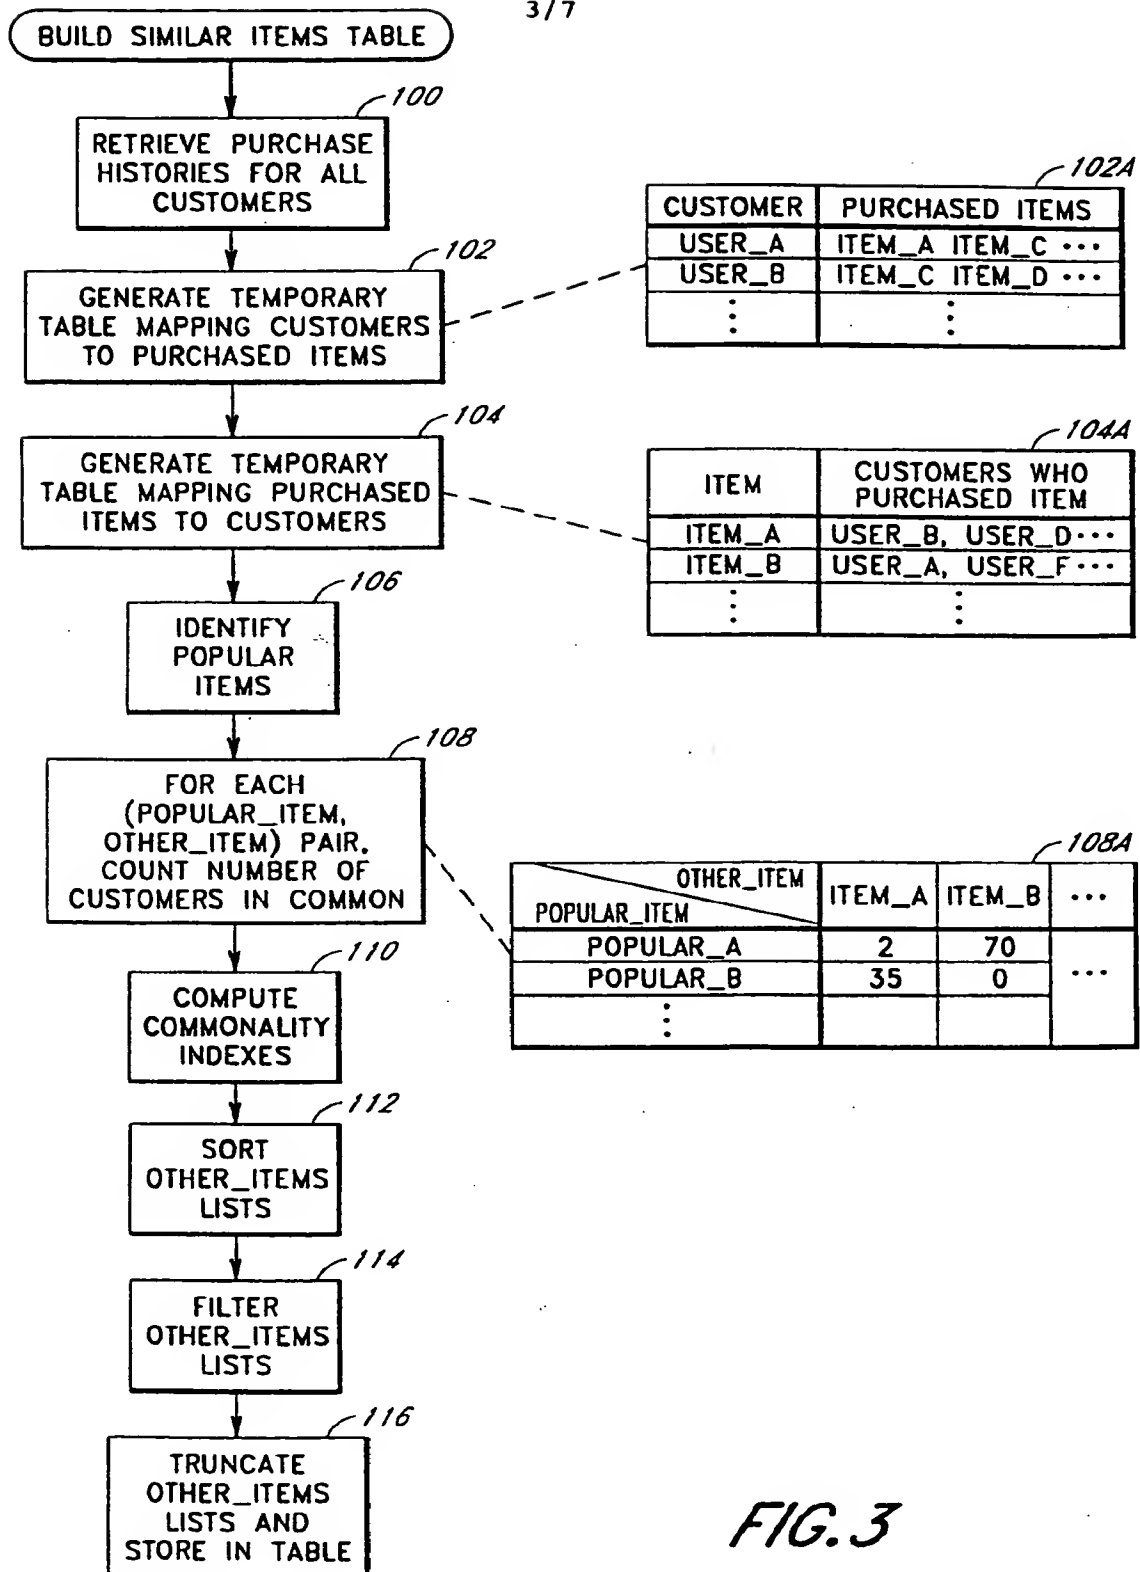 3/7
BUILD SIMILAR ITEMS TABLE
100
RETRIEVE PURCHASE
HISTORIES FOR ALL
CUSTOMERS
102
GENERATE TEMPORARY
TABLE MAPPING CUSTOMERS
TO PURCHASED ITEMS
102A
CUSTOMER PURCHASED ITEMS
USER_A ITEM_A ITEM_C ···
USER_B ITEM_C ITEM_D ···
⋮ ⋮
104
GENERATE TEMPORARY
TABLE MAPPING PURCHASED
ITEMS TO CUSTOMERS
104A
ITEM CUSTOMERS WHO
PURCHASED ITEM
ITEM_A USER_B, USER_D ···
ITEM_B USER_A, USER_F ···
⋮ ⋮
106
IDENTIFY
POPULAR
ITEMS
108
FOR EACH
(POPULAR_ITEM,
OTHER_ITEM) PAIR.
COUNT NUMBER OF
CUSTOMERS IN COMMON
108A
OTHER_ITEM ITEM_A ITEM_B ···
POPULAR_ITEM
POPULAR_A 2 70
POPULAR_B 35 0 ···
⋮
110
COMPUTE
COMMONALITY
INDEXES
112
SORT
OTHER_ITEMS
LISTS
114
FILTER
OTHER_ITEMS
LISTS
116
TRUNCATE
OTHER_ITEMS
LISTS AND
STORE IN TABLE
FIG. 3